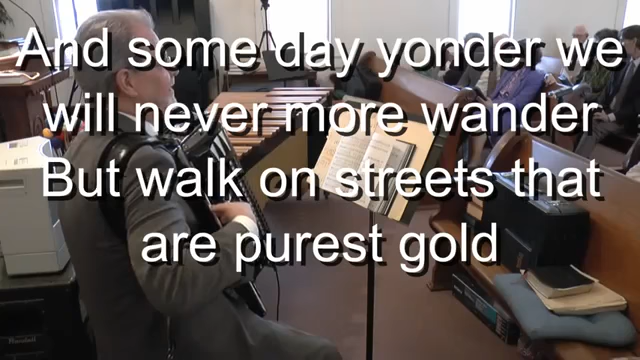 And some day yonder we
will never more wander
But walk on streets that
are purest gold